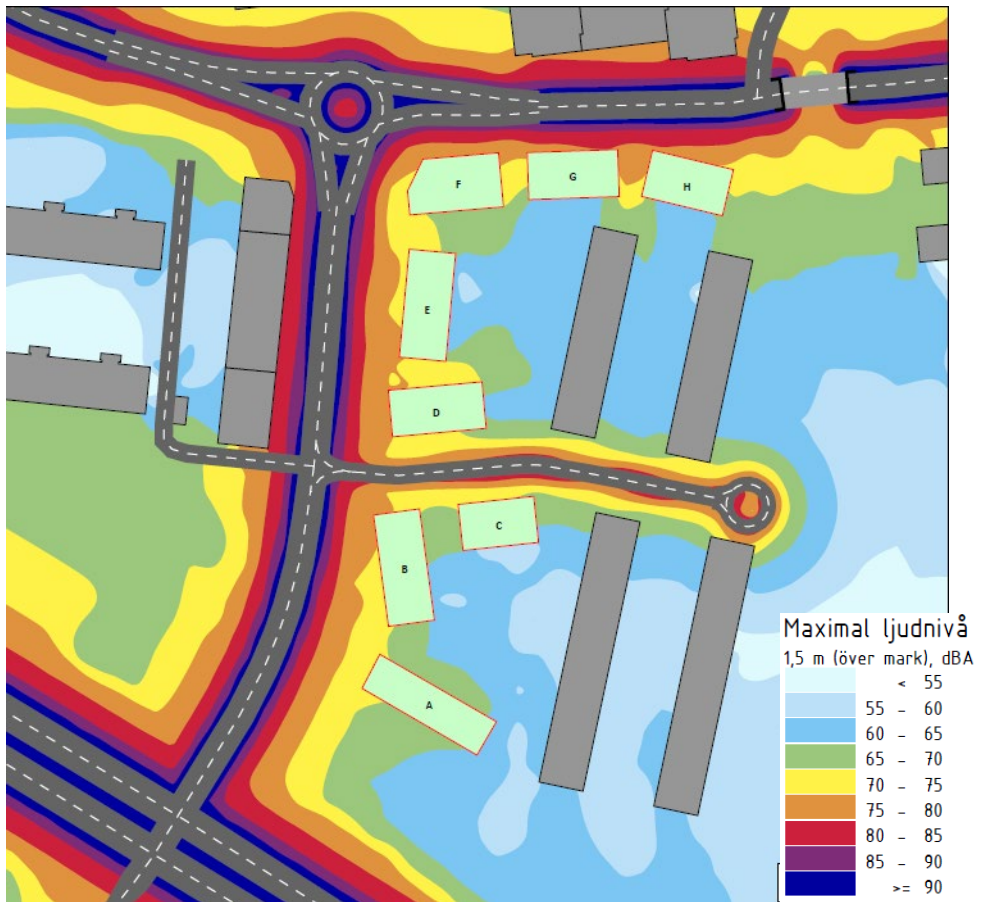 F
G
H
E
D
C
B
A
Maximal ljudnivå
1,5 m (över mark), dBA
< 55
55 - 60
60 - 65
65 - 70
70 - 75
75 - 80
80 - 85
85 - 90
>= 90